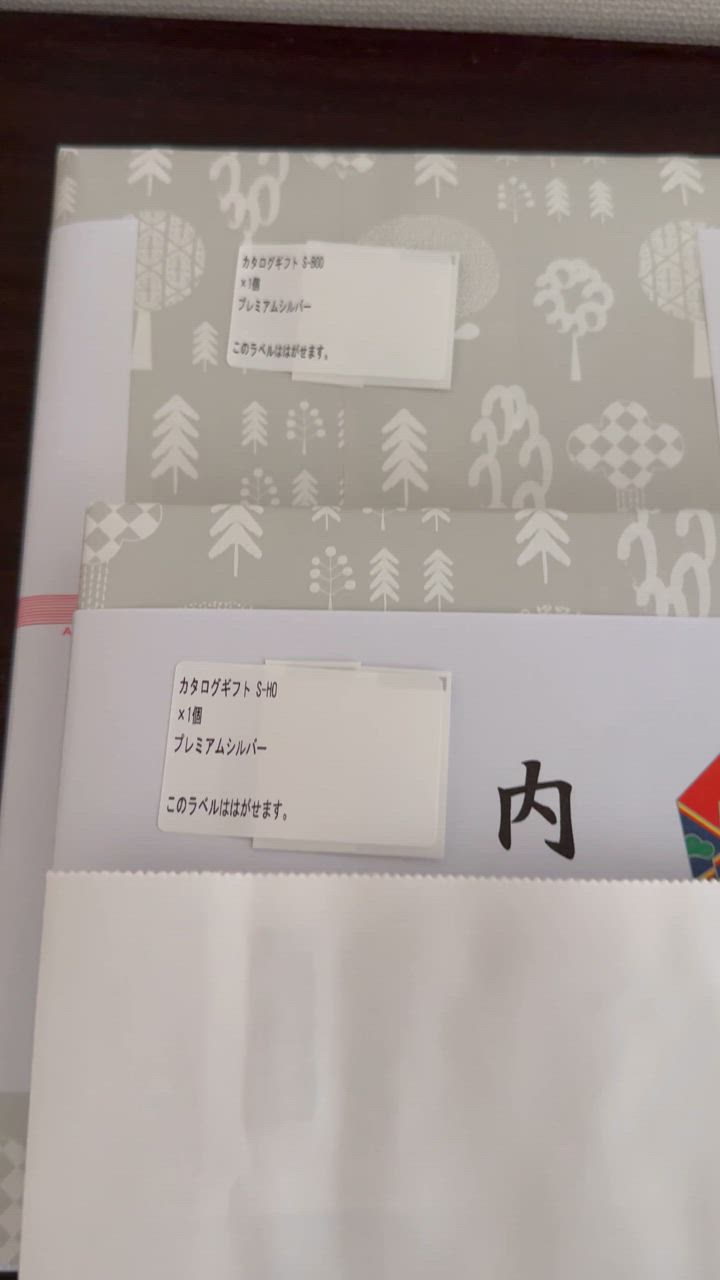 カタログギフト S-BOO
×1個
プレミアムシルバー
このラベルははがせます。
カタログギフト S-HO
×1個
プレミアムシルバー
このラベルははがせます。
内